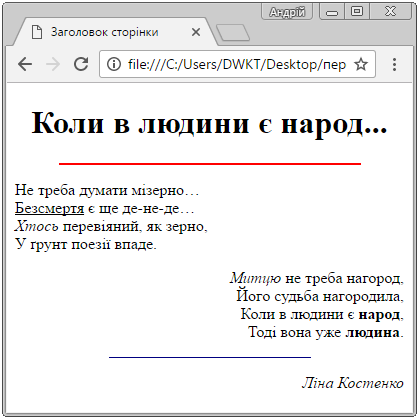 Андрій
Заголовок сторінки
file:///C:/Users/DWKT/Desktop/пер
Коли в людини є народ...
Не треба думати мізерно…
Безсмертя є ще де-не-де…
Хтось перевіяний, як зерно,
У ґрунт поезії впаде.
Митцю не треба нагород,
Його судьба нагородила,
Коли в людини є народ,
Тоді вона уже людина.
Ліна Костенко